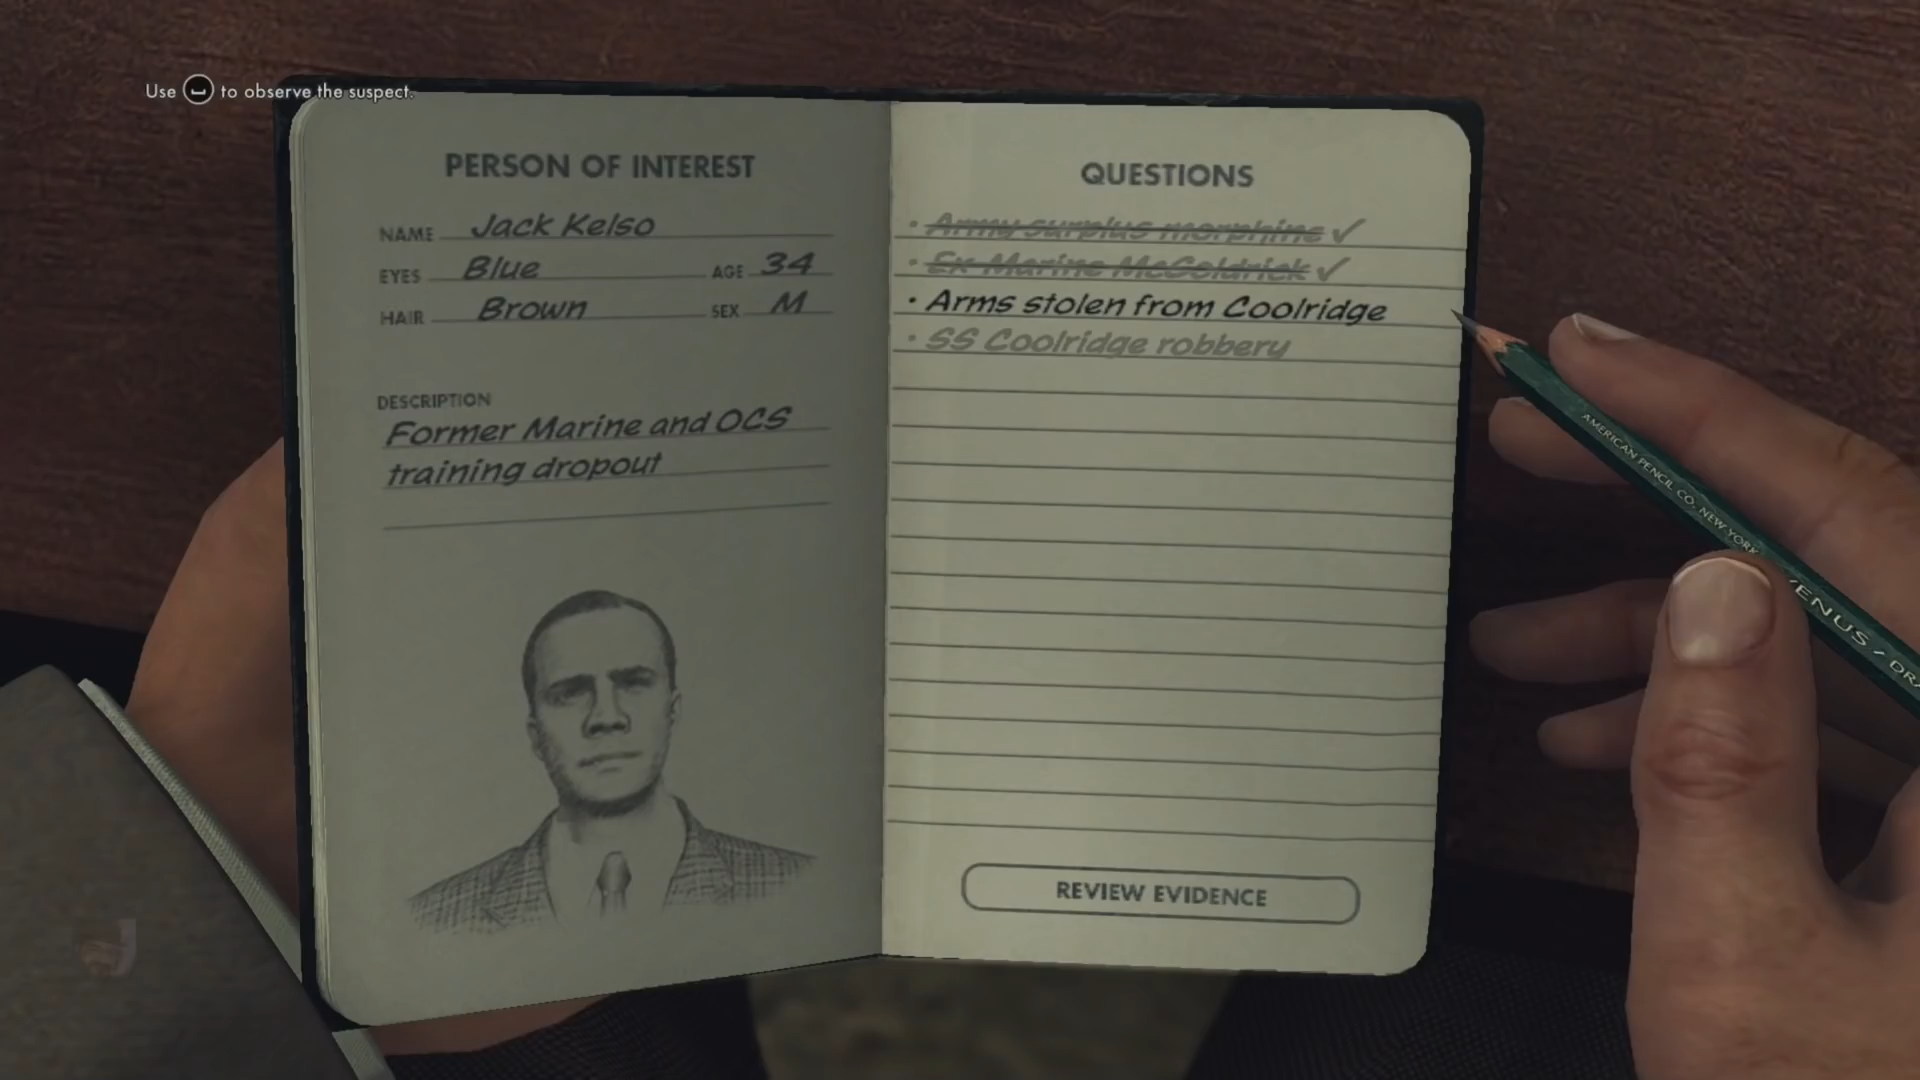 Use to observe the suspect.
PERSON OF INTEREST
NAME Jack Kelso
EYES Blue AGE 34
HAIR Brown SEX M
DESCRIPTION
Former Marine and OCS
training dropout
QUESTIONS
• Army surplus morphine ✓
• Ex-Marine McGoldrick ✓
• Arms stolen from Coolridge
• SS Coolridge robbery
REVIEW EVIDENCE
AMERICAN PENCIL CO. NEW YORK
VENUS / DRA